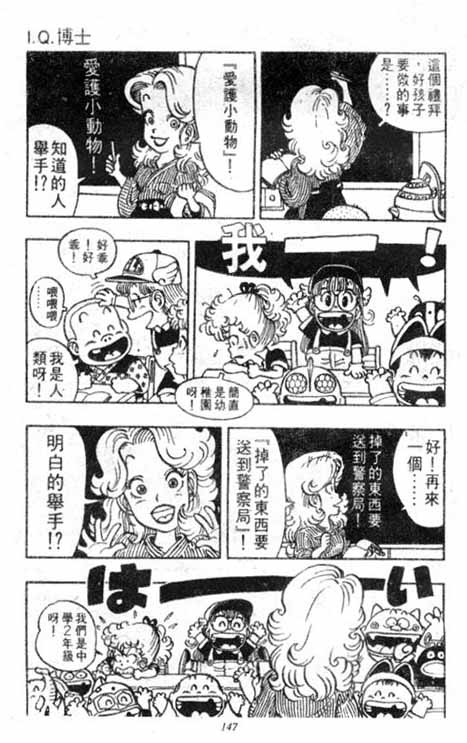 I.Q.博士
這個禮拜
，好孩子
要做的事
是……？
『愛護小動物』！
愛護小動物！
知道的人
舉手!?
我──！
好乖
！好
乖！
…喂喂喂
我是人
類呀！
簡直
是幼
稚園
呀！
好！再來
一個……
掉了的東西要
送到警察局！
『掉了的東西要
送到警察局』！
明白的舉手!?
はーい
我們是中
學2年級
呀！
147